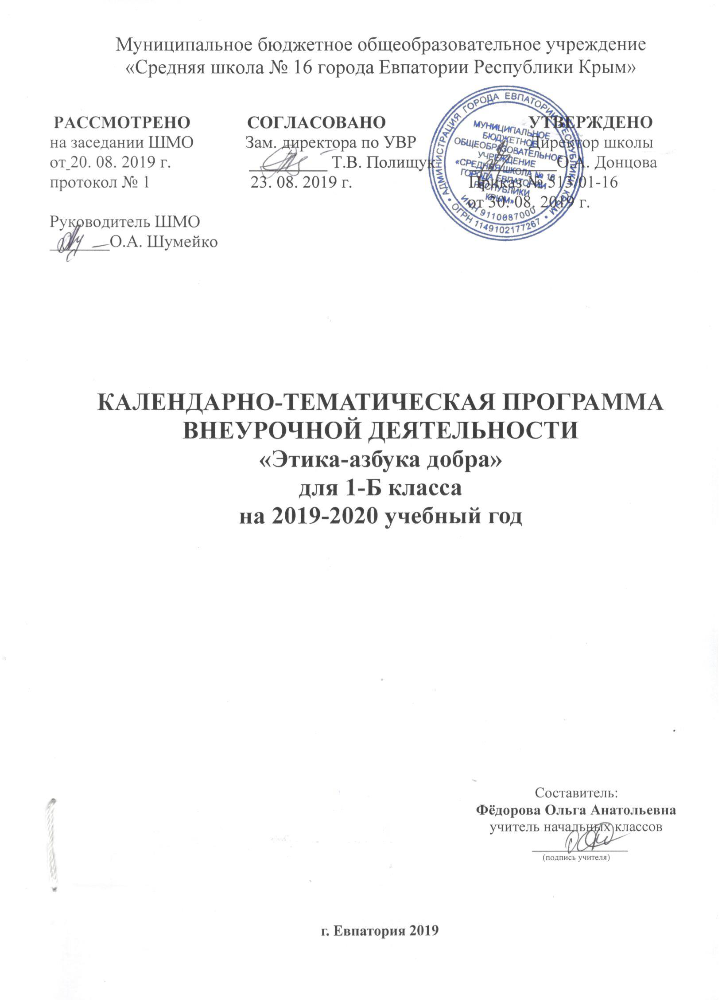 Муниципальное бюджетное общеобразовательное учреждение
«Средняя школа № 16 города Евпатории Республики Крым»
РАССМОТРЕНО
на заседании ШМО
от 20. 08. 2019 г.
протокол № 1
Руководитель ШМО
О.А. Шумейко
СОГЛАСОВАНО
Зам. директора по УВР
Т.В. Полищук
23. 08. 2019 г.
УТВЕРЖДЕНО
Директор школы
О.А. Донцова
Приказ № 513/01-16
от 30. 08. 2019 г.
АДМИНИСТРАЦИЯ ГОРОДА ЕВПАТОРИИ РЕСПУБЛИКИ КРЫМ • ОГРН 1149102177267 •
МУНИЦИПАЛЬНОЕ
БЮДЖЕТНОЕ
ОБЩЕОБРАЗОВАТЕЛЬНОЕ
УЧРЕЖДЕНИЕ
«СРЕДНЯЯ ШКОЛА № 16
ГОРОДА ЕВПАТОРИИ
РЕСПУБЛИКИ
КРЫМ»
ИНН 9110087000
КАЛЕНДАРНО-ТЕМАТИЧЕСКАЯ ПРОГРАММА
ВНЕУРОЧНОЙ ДЕЯТЕЛЬНОСТИ
«Этика-азбука добра»
для 1-Б класса
на 2019-2020 учебный год
Составитель:
Фёдорова Ольга Анатольевна
учитель начальных классов
(подпись учителя)
г. Евпатория 2019